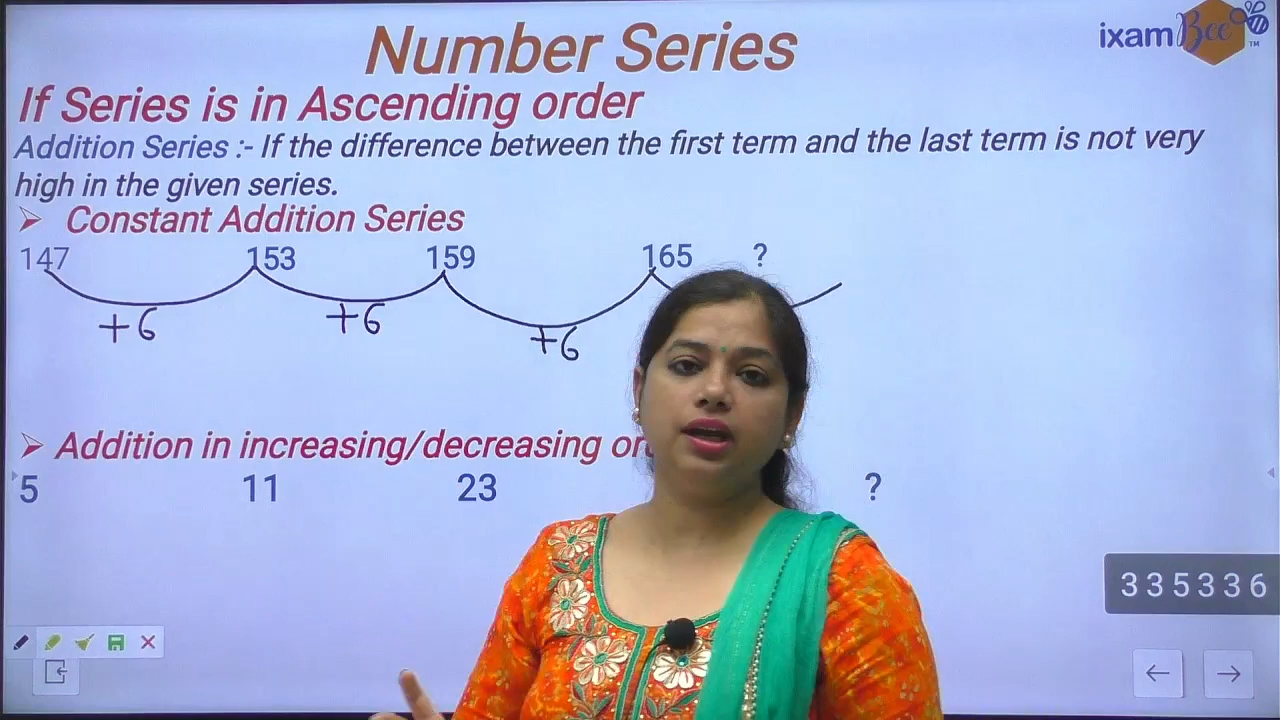 Number Series
ixamBee™
If Series is in Ascending order
Addition Series :- If the difference between the first term and the last term is not very
high in the given series.
➢ Constant Addition Series
147 153 159 165 ?
+6 +6 +6
➢ Addition in increasing/decreasing
5 11 23 ?
335336